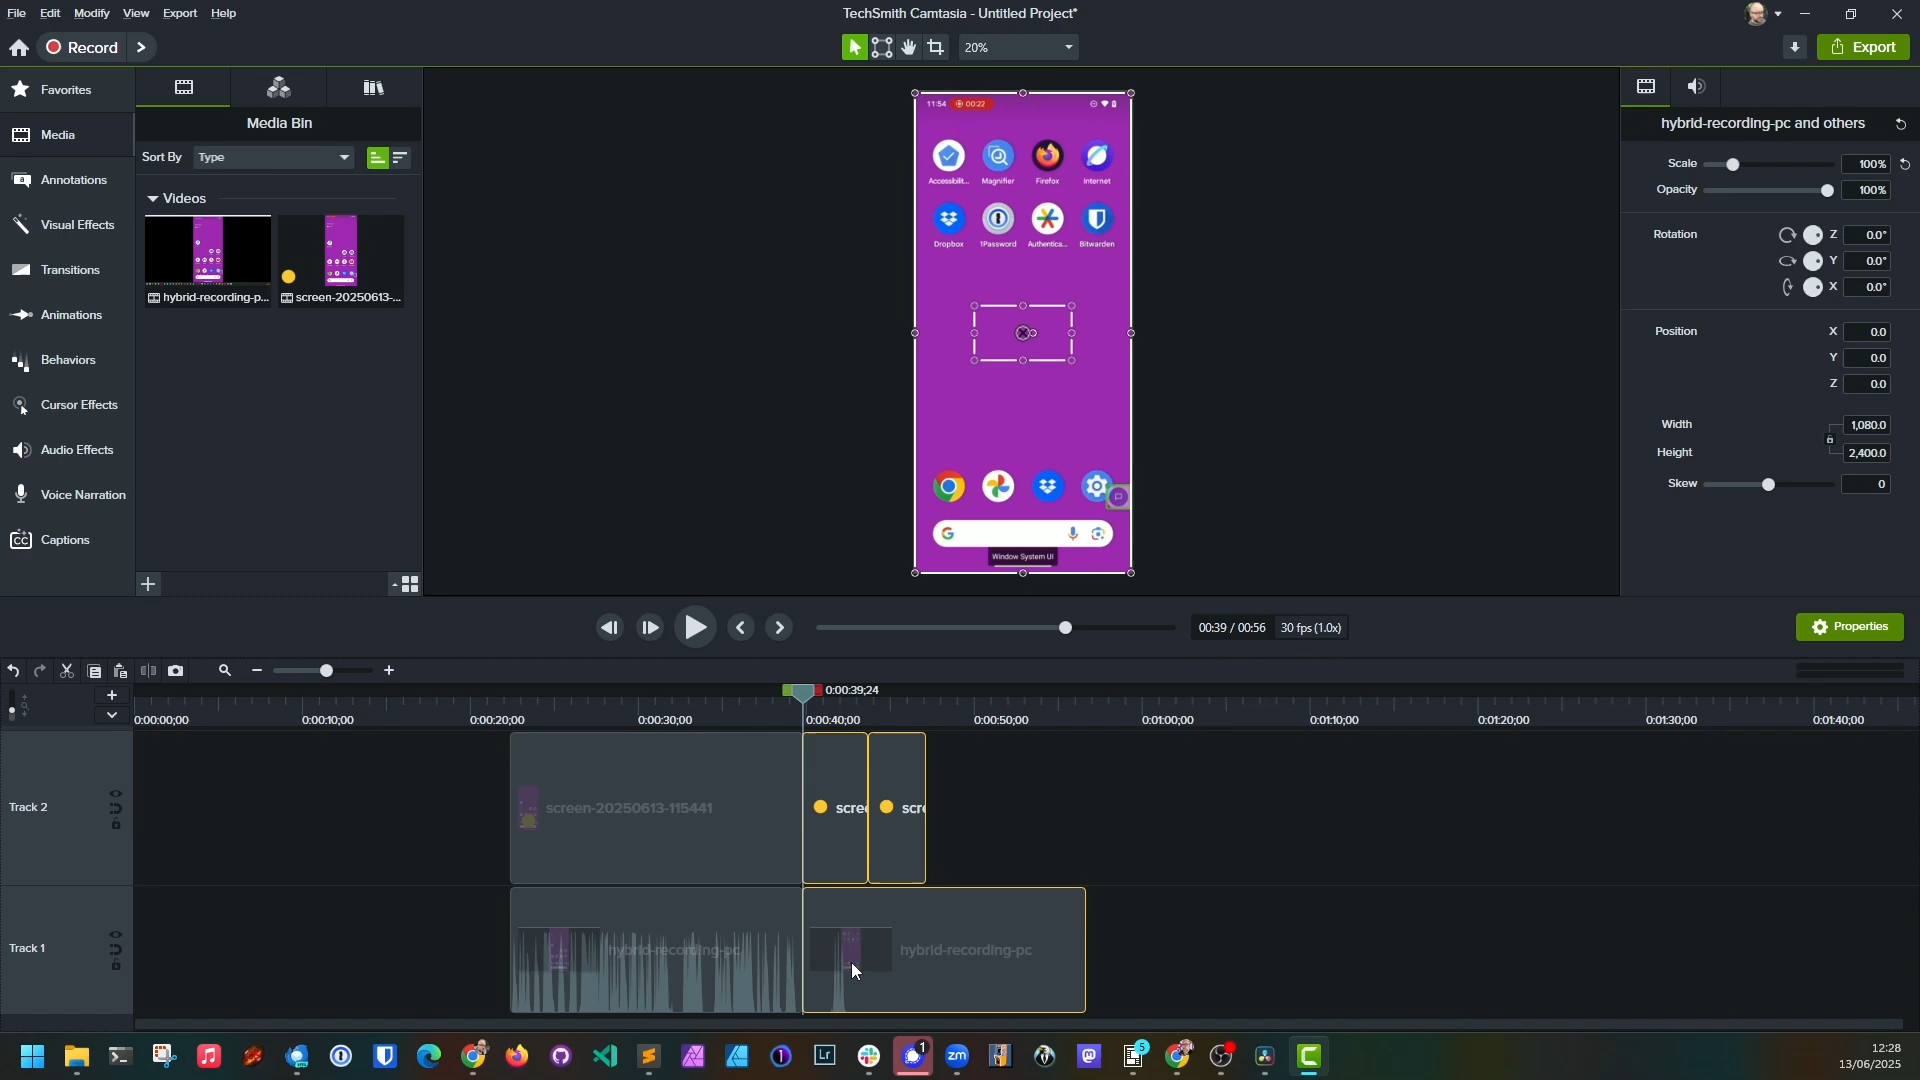 File Edit Modify View Export Help
TechSmith Camtasia - Untitled Project*
Record
20%
Export
Favorites
Media
Annotations
Visual Effects
Transitions
Animations
Behaviors
Cursor Effects
Audio Effects
Voice Narration
CC Captions
Media Bin
Sort By Type
Videos
hybrid-recording-p...
screen-20250613-...
11:54 00:22
Accessibilit... Magnifier Firefox Internet
Dropbox 1Password Authentica... Bitwarden
Window System UI
hybrid-recording-pc and others
Scale 100%
Opacity 100%
Rotation Z 0.0°
Y 0.0°
X 0.0°
Position X 0.0
Y 0.0
Z 0.0
Width 1,080.0
Height 2,400.0
Skew 0
00:39 / 00:56 30 fps (1.0x)
Properties
0:00:39;24
0:00:00;00 0:00:10;00 0:00:20;00 0:00:30;00 0:00:40;00 0:00:50;00 0:01:00;00 0:01:10;00 0:01:20;00 0:01:30;00 0:01:40;00
Track 2
screen-20250613-115441
scree
scre
Track 1
hybrid-recording-pc
hybrid-recording-pc
Lr
1
zm
5
12:28
13/06/2025